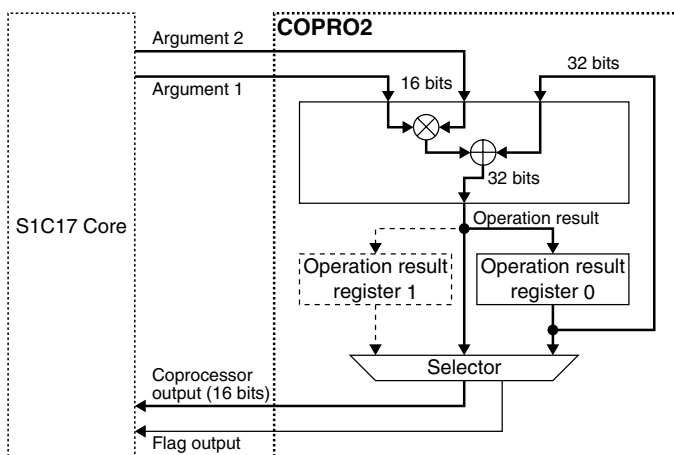 COPRO2
Argument 2
32 bits
16 bits
Argument 1
32 bits
S1C17 Core
Operation result
Operation result
register 1
Operation result
register 0
Selector
Coprocessor
output (16 bits)
Flag output